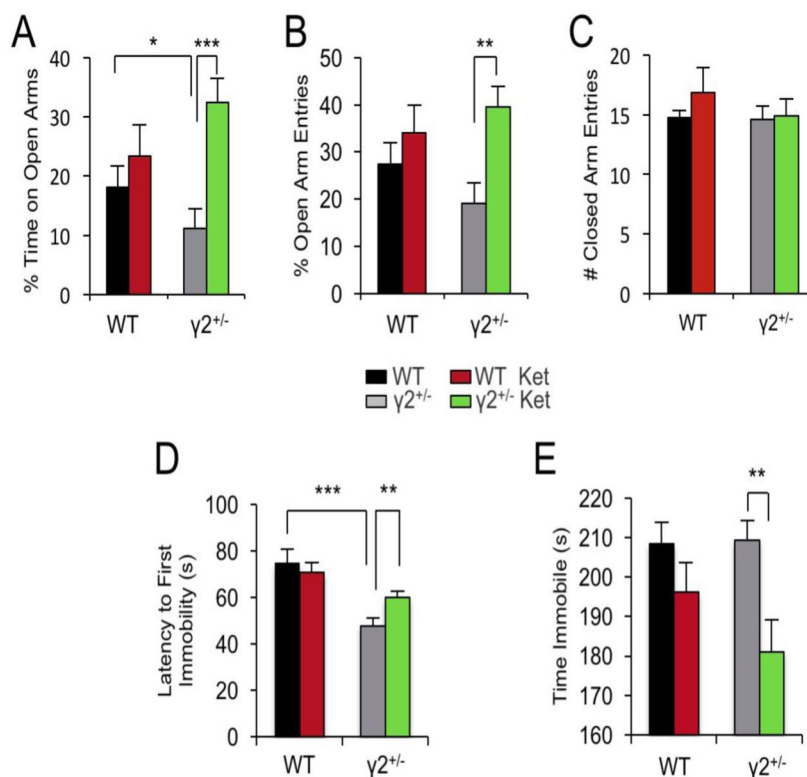 A
B
C
*
***
**
% Time on Open Arms
40
30
20
10
0
WT
γ2+/-
% Open Arm Entries
50
40
30
20
10
0
WT
γ2+/-
# Closed Arm Entries
20
15
10
5
0
WT
γ2+/-
WT
WT Ket
γ2+/-
γ2+/- Ket
D
E
***
**
**
Latency to First
Immobility (s)
100
80
60
40
20
0
WT
γ2+/-
Time Immobile (s)
220
210
200
190
180
170
160
WT
γ2+/-